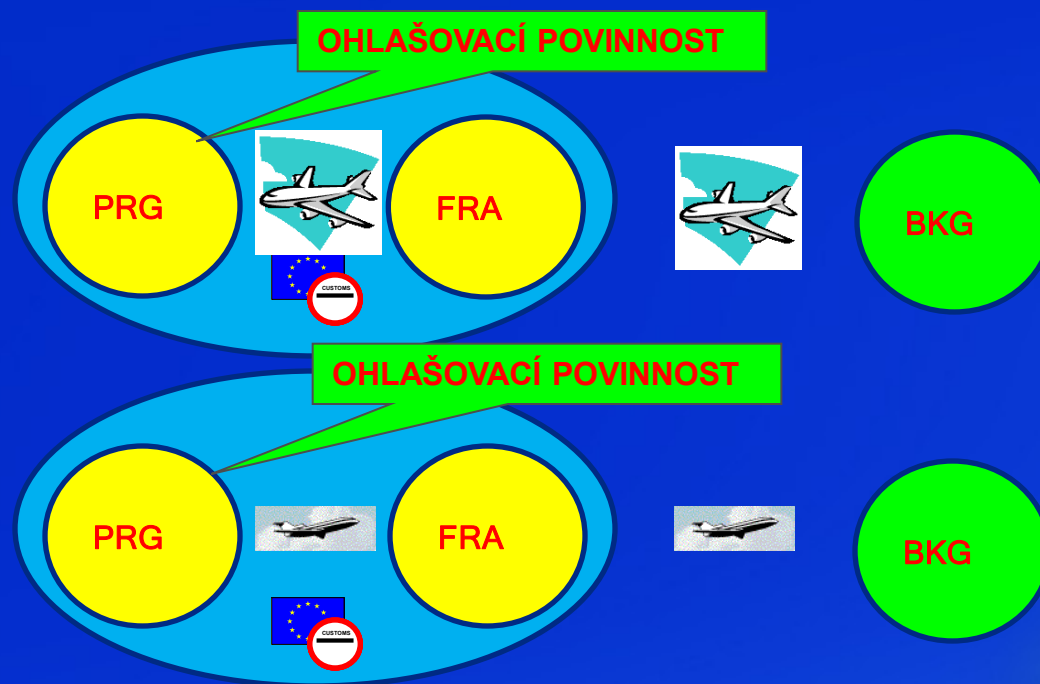 OHLAŠOVACÍ POVINNOST
PRG
FRA
BKG
CUSTOMS
OHLAŠOVACÍ POVINNOST
PRG
FRA
BKG
CUSTOMS